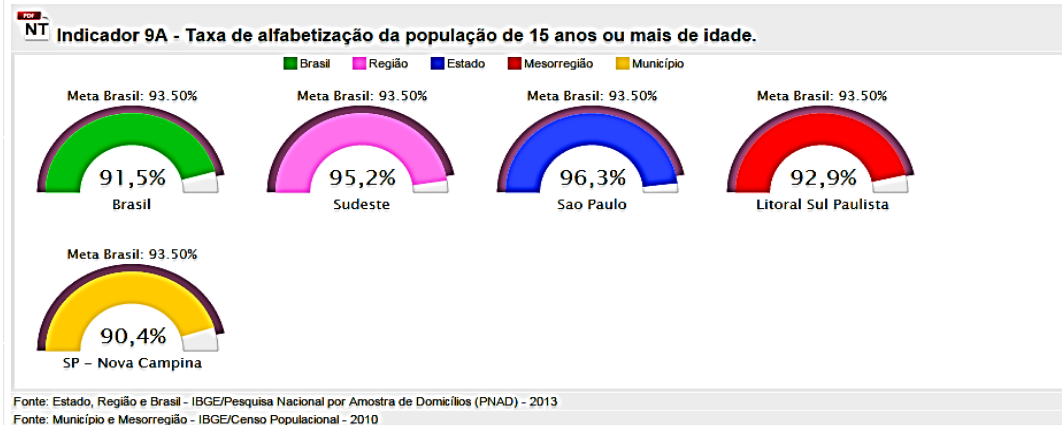 PDF
NT Indicador 9A - Taxa de alfabetização da população de 15 anos ou mais de idade.
Brasil Região Estado Mesorregião Município
Meta Brasil: 93.50% Meta Brasil: 93.50% Meta Brasil: 93.50% Meta Brasil: 93.50%
91,5% 95,2% 96,3% 92,9%
Brasil Sudeste Sao Paulo Litoral Sul Paulista
Meta Brasil: 93.50%
90,4%
SP - Nova Campina
Fonte: Estado, Região e Brasil - IBGE/Pesquisa Nacional por Amostra de Domicílios (PNAD) - 2013
Fonte: Município e Mesorregião - IBGE/Censo Populacional - 2010